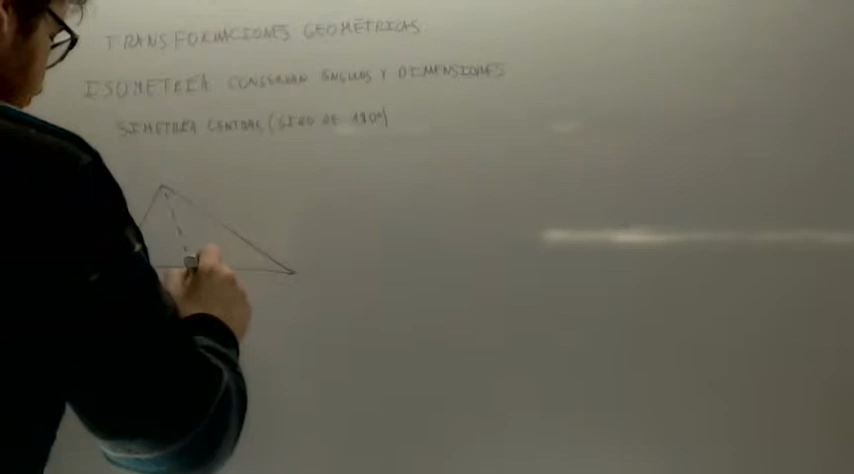 TRANSFORMACIONES GEOMÉTRICAS
ISOMETRÍA CONSERVAN ÁNGULOS Y DIMENSIONES
SIMETRÍA CENTRAL (GIRO DE 180º)